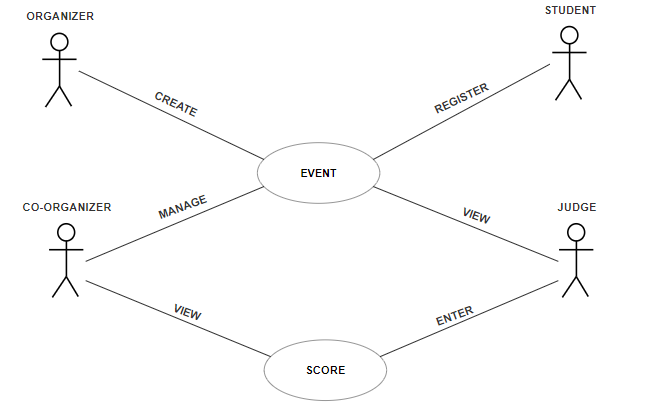 ORGANIZER
STUDENT
CREATE
REGISTER
EVENT
CO-ORGANIZER
MANAGE
VIEW
JUDGE
VIEW
ENTER
SCORE